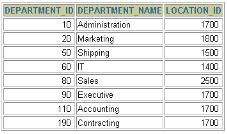 DEPARTMENT_ID DEPARTMENT_NAME LOCATION_ID
10 Administration 1700
20 Marketing 1800
50 Shipping 1500
60 IT 1400
80 Sales 2500
90 Executive 1700
110 Accounting 1700
190 Contracting 1700